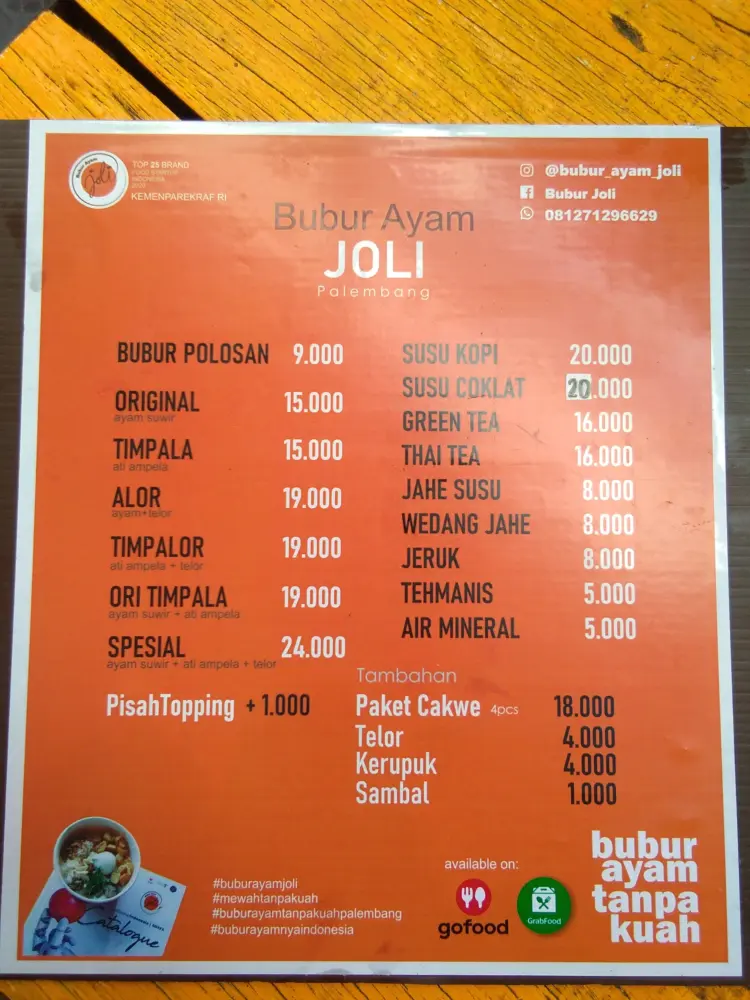 Bubur Ayam
Joli
TOP 25 BRAND
INDONESIA
KEMENPAREKRAF RI
@bubur_ayam_joli
Bubur Joli
081271296629
Bubur Ayam
JOLI
Palembang
BUBUR POLOSAN 9.000
ORIGINAL 15.000
ayam suwir
TIMPALA 15.000
ati ampela
ALOR 19.000
ayam+telor
TIMPALOR 19.000
ati ampela + telor
ORI TIMPALA 19.000
ayam suwir + ati ampela
SPESIAL 24.000
ayam suwir + ati ampela + telor
PisahTopping + 1.000
SUSU KOPI 20.000
SUSU COKLAT 20.000
GREEN TEA 16.000
THAI TEA 16.000
JAHE SUSU 8.000
WEDANG JAHE 8.000
JERUK 8.000
TEHMANIS 5.000
AIR MINERAL 5.000
Tambahan
Paket Cakwe 4pcs 18.000
Telor 4.000
Kerupuk 4.000
Sambal 1.000
Catalogue
#buburayamjoli
#mewahtanpakuah
#buburayamtanpakuahpalembang
#buburayamnyaindonesia
available on:
gofood
GrabFood
bubur
ayam
tanpa
kuah